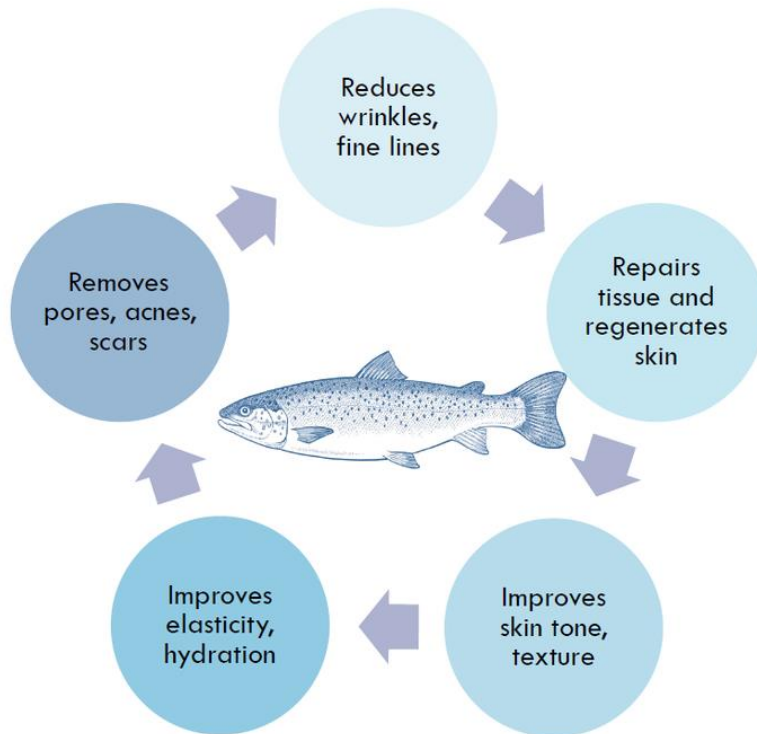 Reduces
wrinkles,
fine lines
Repairs
tissue and
regenerates
skin
Improves
skin tone,
texture
Improves
elasticity,
hydration
Removes
pores, acnes,
scars